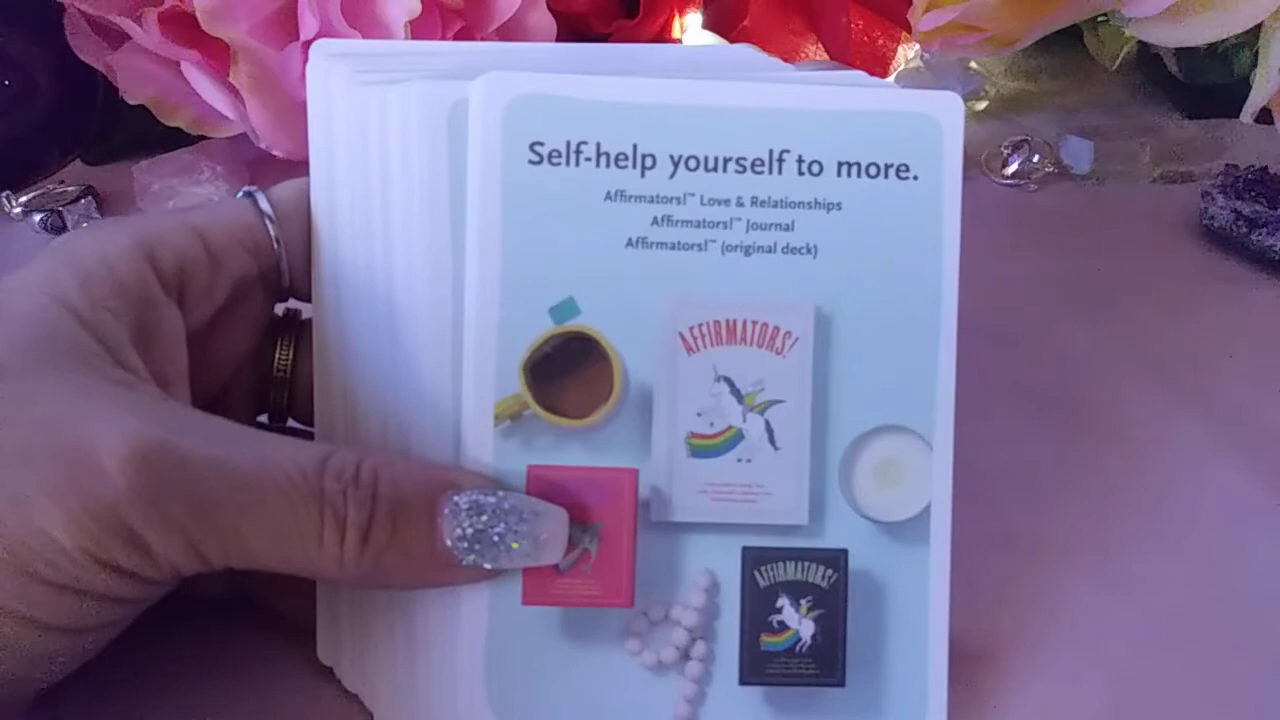 Self-help yourself to more.
Affirmators!™ Love & Relationships
Affirmators!™ Journal
Affirmators!™ (original deck)
AFFIRMATORS!
AFFIRMATORS!